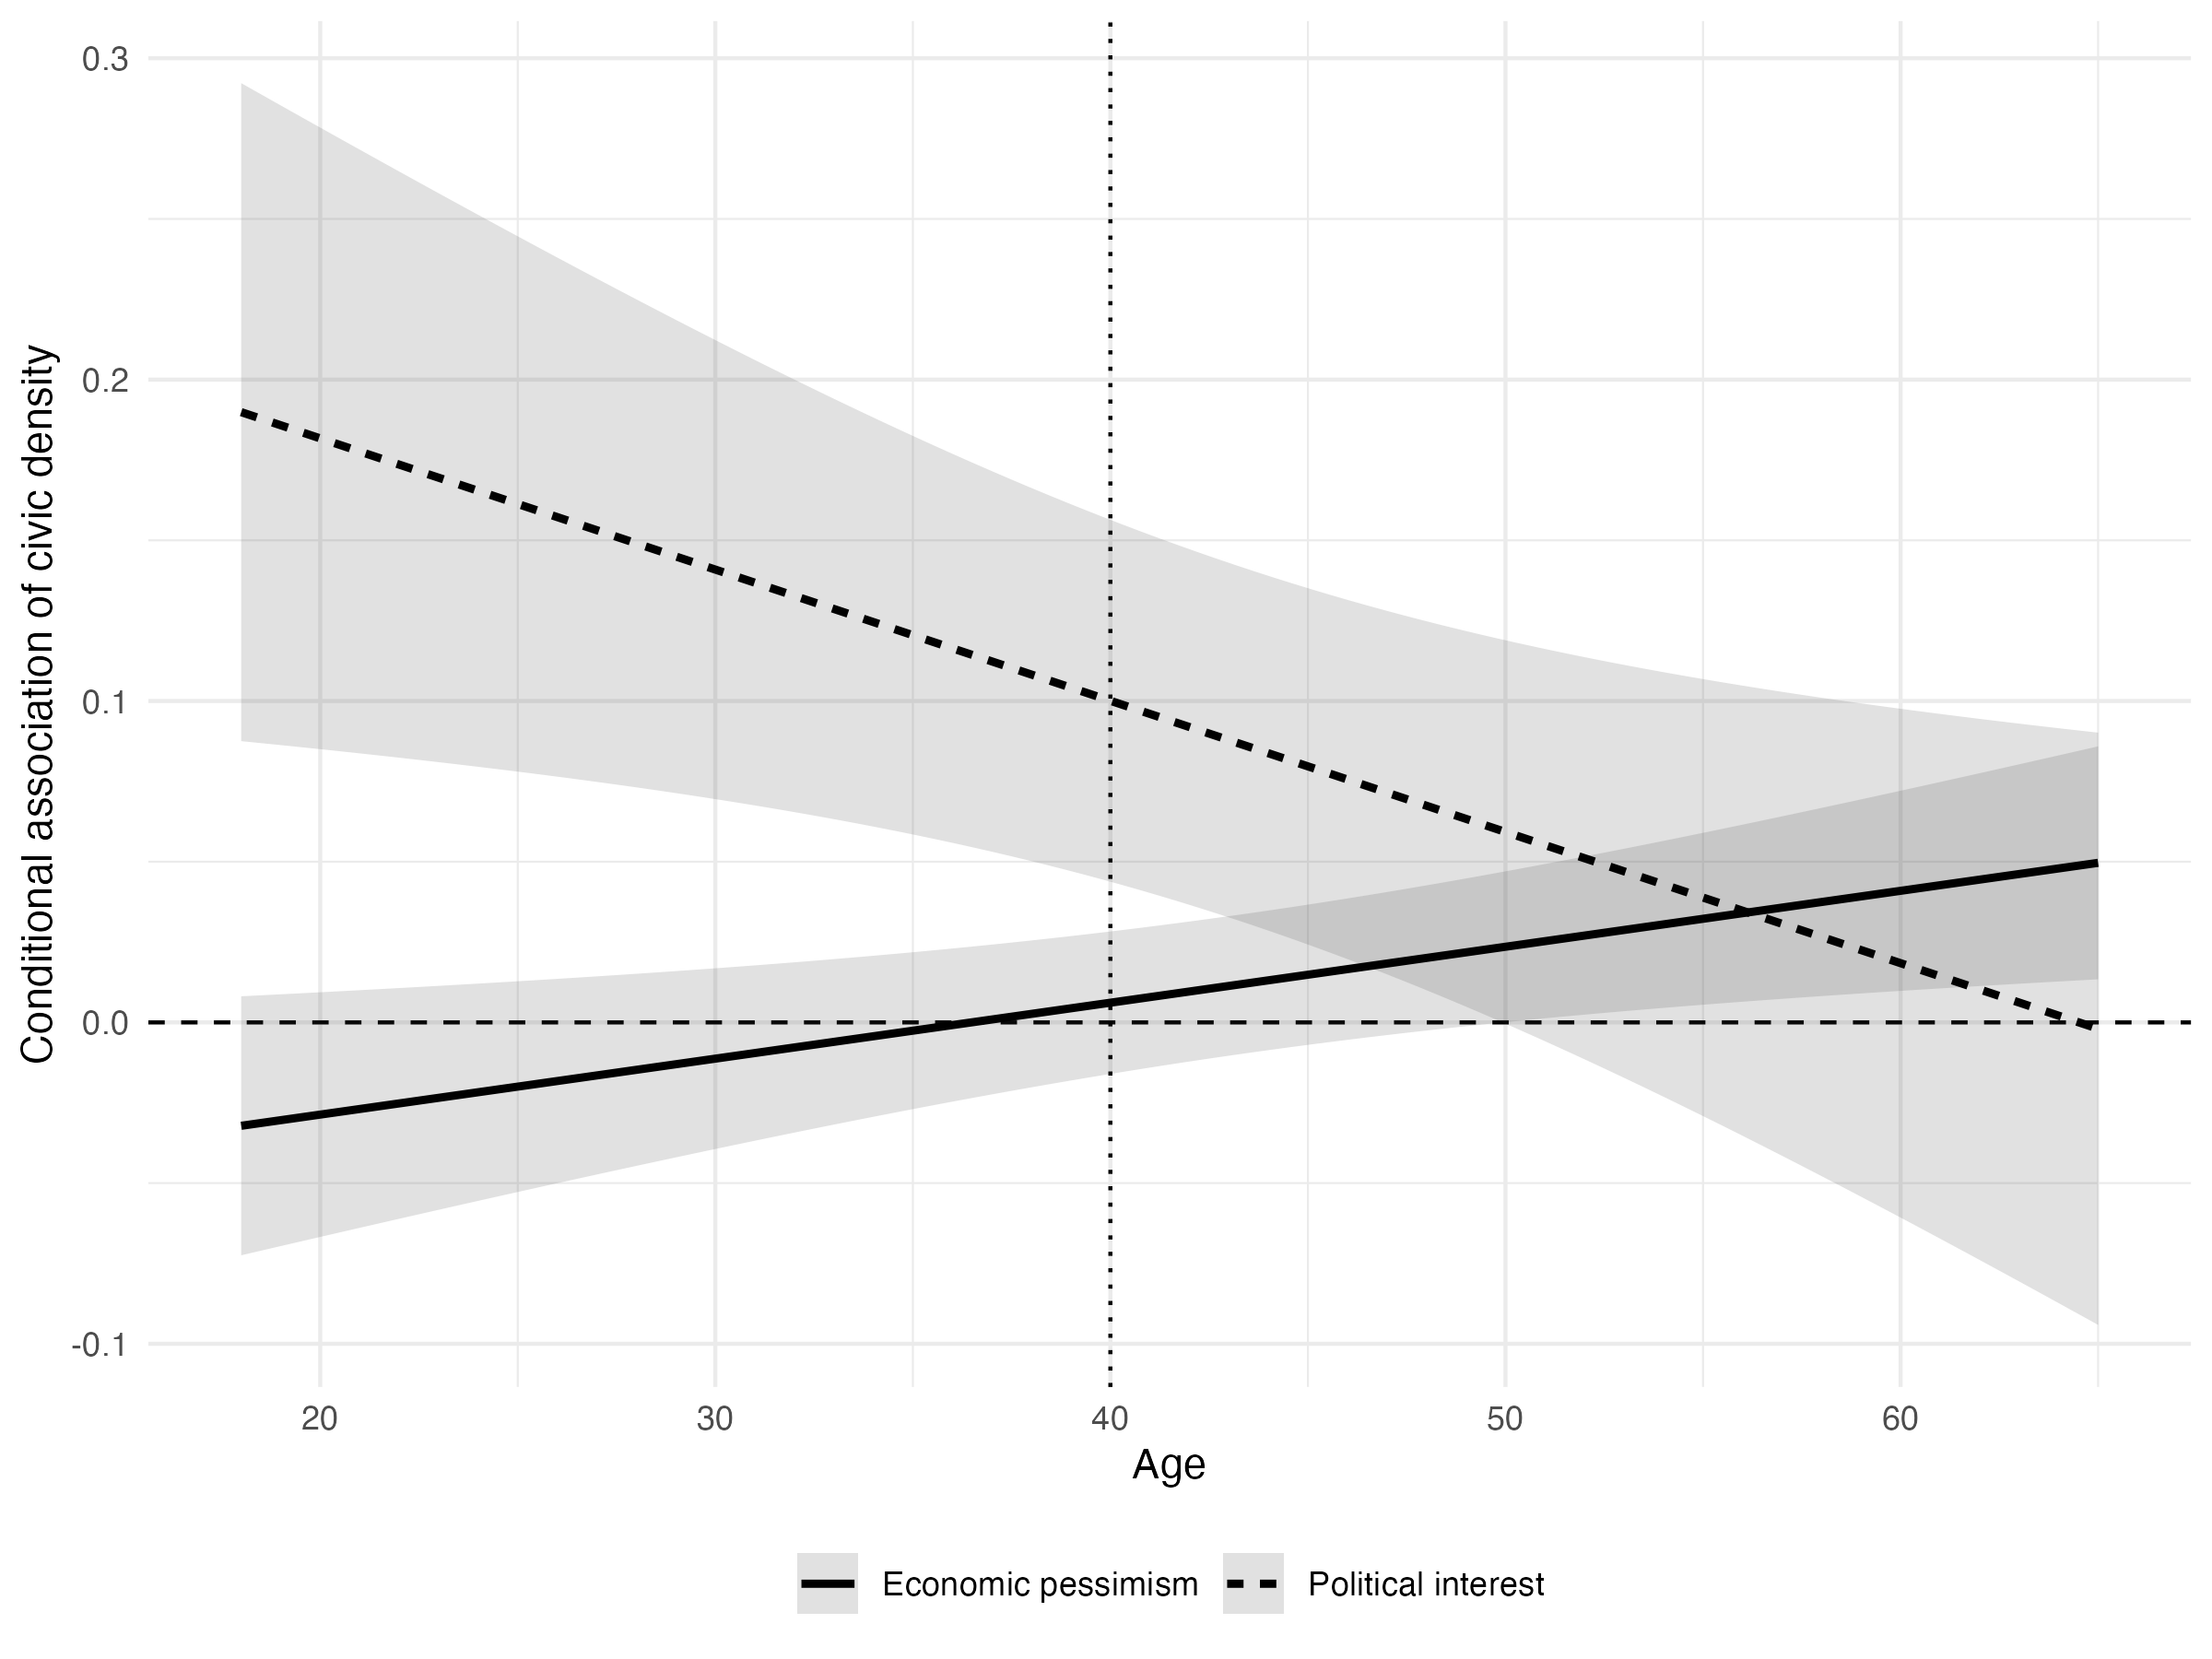 Conditional association of civic density
0.3
0.2
0.1
0.0
-0.1
20 30 40 50 60
Age
Economic pessimism Political interest